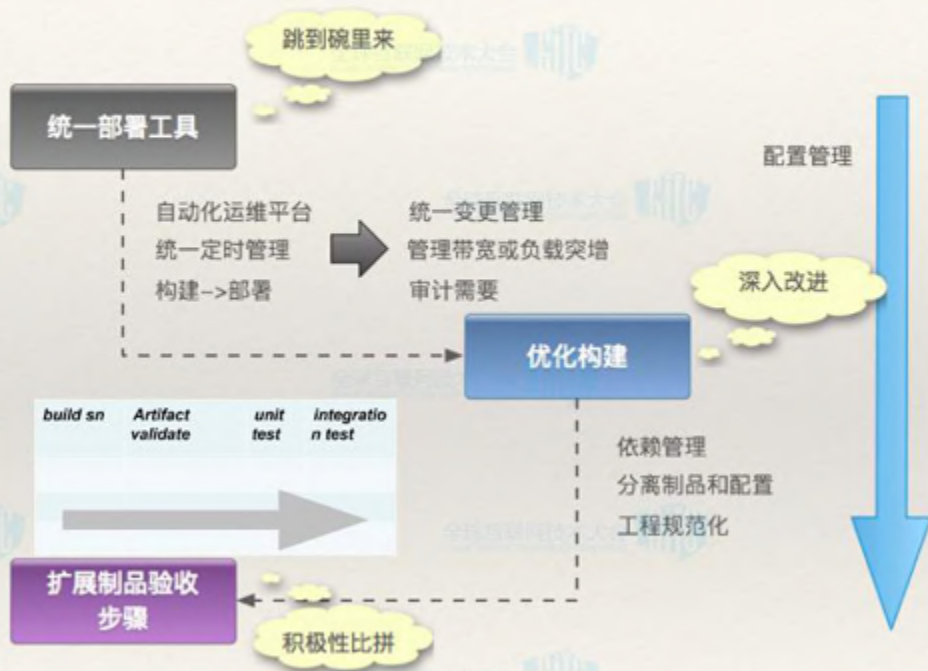 跳到碗里来
统一部署工具
配置管理
自动化运维平台
统一变更管理
统一定时管理
管理带宽或负载突增
构建->部署
审计需要
深入改进
优化构建
build sn Artifact validate unit test integratio n test
依赖管理
分离制品和配置
工程规范化
扩展制品验收
步骤
积极性比拼